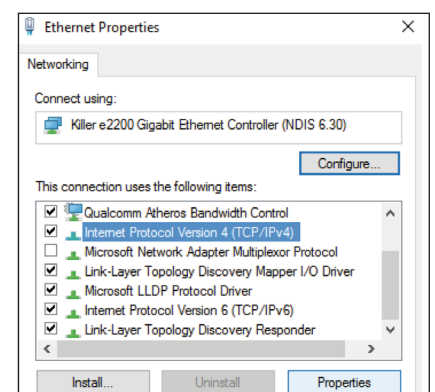 Ethernet Properties
Networking
Connect using:
Killer e2200 Gigabit Ethernet Controller (NDIS 6.30)
Configure...
This connection uses the following items:
Qualcomm Atheros Bandwidth Control
Internet Protocol Version 4 (TCP/IPv4)
Microsoft Network Adapter Multiplexor Protocol
Link-Layer Topology Discovery Mapper I/O Driver
Microsoft LLDP Protocol Driver
Internet Protocol Version 6 (TCP/IPv6)
Link-Layer Topology Discovery Responder
Install... Uninstall Properties